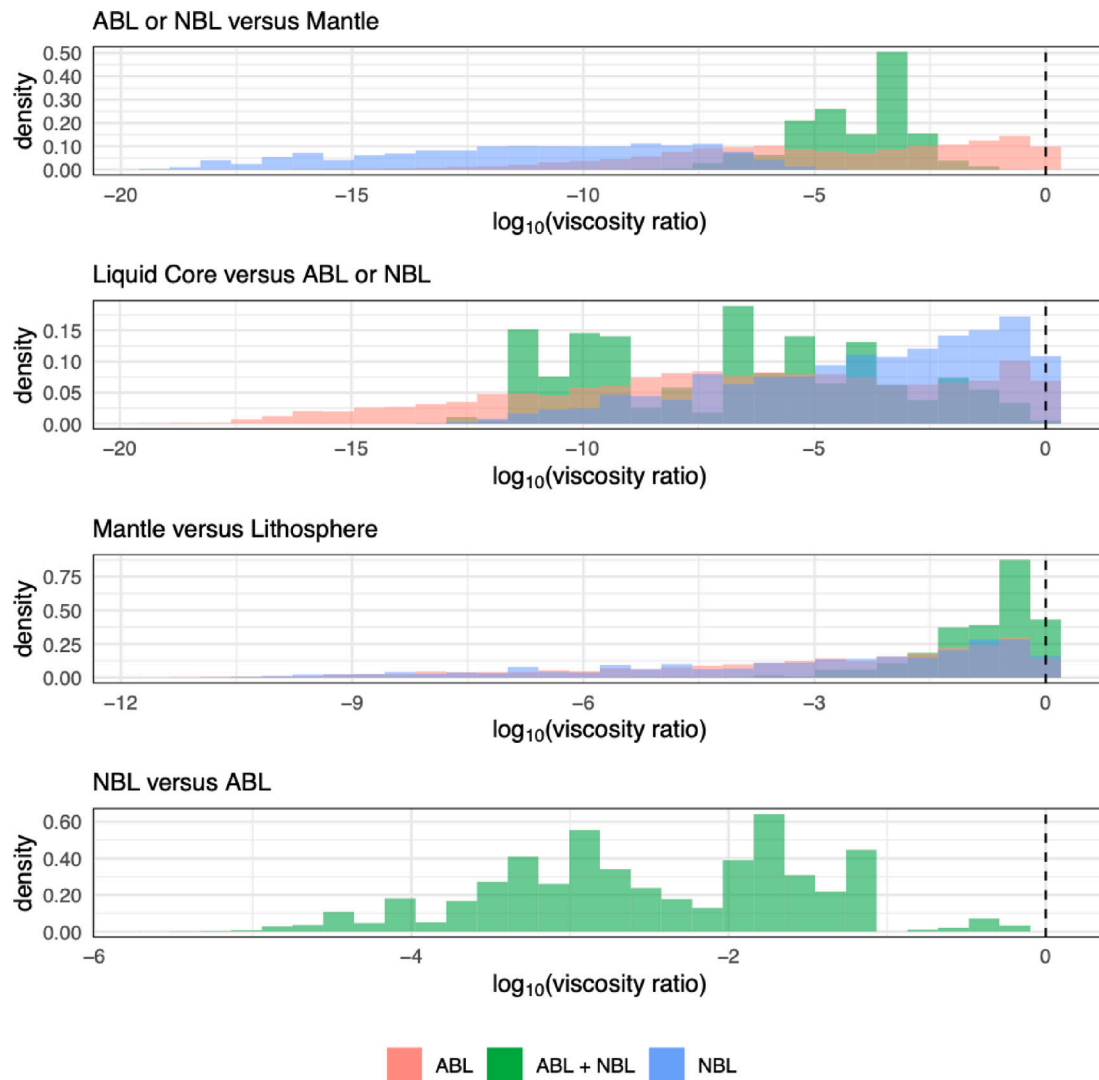 ABL or NBL versus Mantle
0.50
0.40
0.30
0.20
0.10
0.00
density
−20 −15 −10 −5 0
log₁₀(viscosity ratio)
Liquid Core versus ABL or NBL
0.15
0.10
0.05
0.00
density
−20 −15 −10 −5 0
log₁₀(viscosity ratio)
Mantle versus Lithosphere
0.75
0.50
0.25
0.00
density
−12 −9 −6 −3 0
log₁₀(viscosity ratio)
NBL versus ABL
0.60
0.40
0.20
0.00
density
−6 −4 −2 0
log₁₀(viscosity ratio)
ABL ABL + NBL NBL